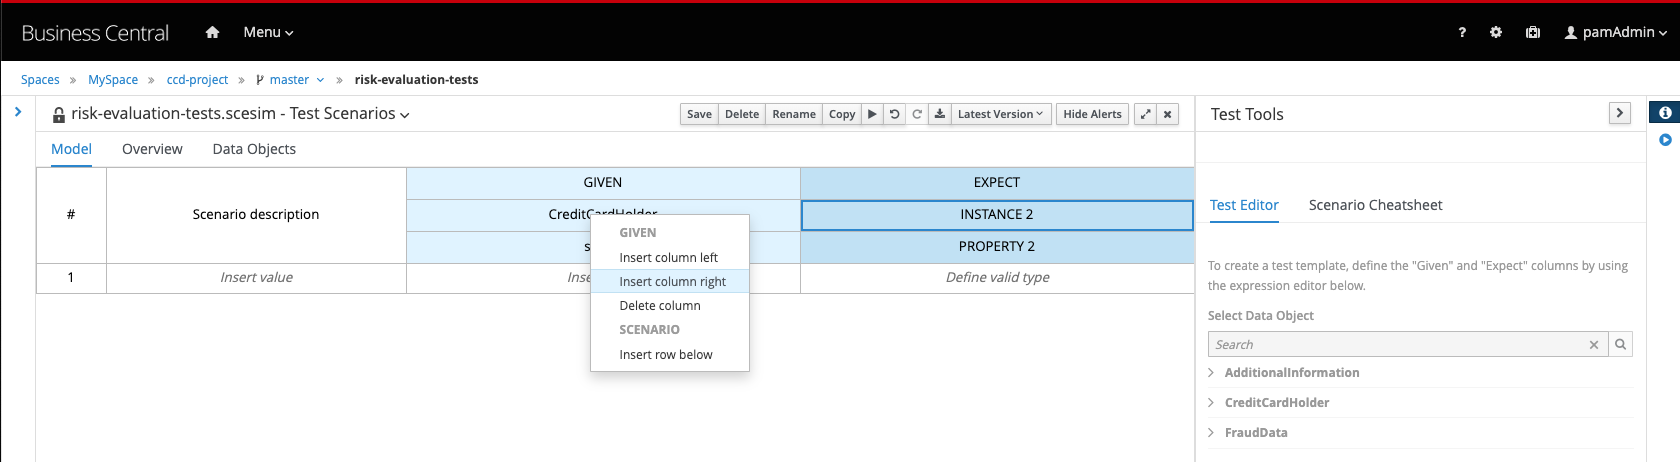 Business Central Menu ? pamAdmin
Spaces » MySpace » ccd-project » master » risk-evaluation-tests
risk-evaluation-tests.scesim - Test Scenarios
Save Delete Rename Copy Latest Version Hide Alerts
Model Overview Data Objects
# Scenario description GIVEN EXPECT
CreditCardHolder INSTANCE 2
s PROPERTY 2
1 Insert value Inse Define valid type
GIVEN
Insert column left
Insert column right
Delete column
SCENARIO
Insert row below
Test Tools
Test Editor Scenario Cheatsheet
To create a test template, define the "Given" and "Expect" columns by using
the expression editor below.
Select Data Object
Search
AdditionalInformation
CreditCardHolder
FraudData